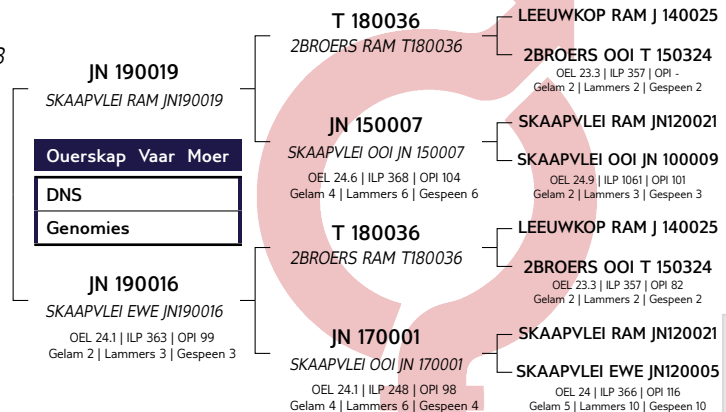 3
JN 190019
SKAAPVLEI RAM JN190019
Ouerskap Vaar Moer
DNS
Genomies
JN 190016
SKAAPVLEI EWE JN190016
OEL 24.1 | ILP 363 | OPI 99
Gelam 2 | Lammers 3 | Gespeen 3
T 180036
2BROERS RAM T180036
JN 150007
SKAAPVLEI OOI JN 150007
OEL 24.6 | ILP 368 | OPI 104
Gelam 4 | Lammers 6 | Gespeen 6
T 180036
2BROERS RAM T180036
JN 170001
SKAAPVLEI OOI JN 170001
OEL 24.1 | ILP 248 | OPI 98
Gelam 4 | Lammers 6 | Gespeen 4
LEEUWKOP RAM J 140025
2BROERS OOI T 150324
OEL 23.3 | ILP 357 | OPI -
Gelam 2 | Lammers 2 | Gespeen 2
SKAAPVLEI RAM JN120021
SKAAPVLEI OOI JN 100009
OEL 24.9 | ILP 1061 | OPI 101
Gelam 2 | Lammers 3 | Gespeen 3
LEEUWKOP RAM J 140025
2BROERS OOI T 150324
OEL 23.3 | ILP 357 | OPI 82
Gelam 2 | Lammers 2 | Gespeen 2
SKAAPVLEI RAM JN120021
SKAAPVLEI EWE JN120005
OEL 24 | ILP 366 | OPI 116
Gelam 5 | Lammers 10 | Gespeen 10